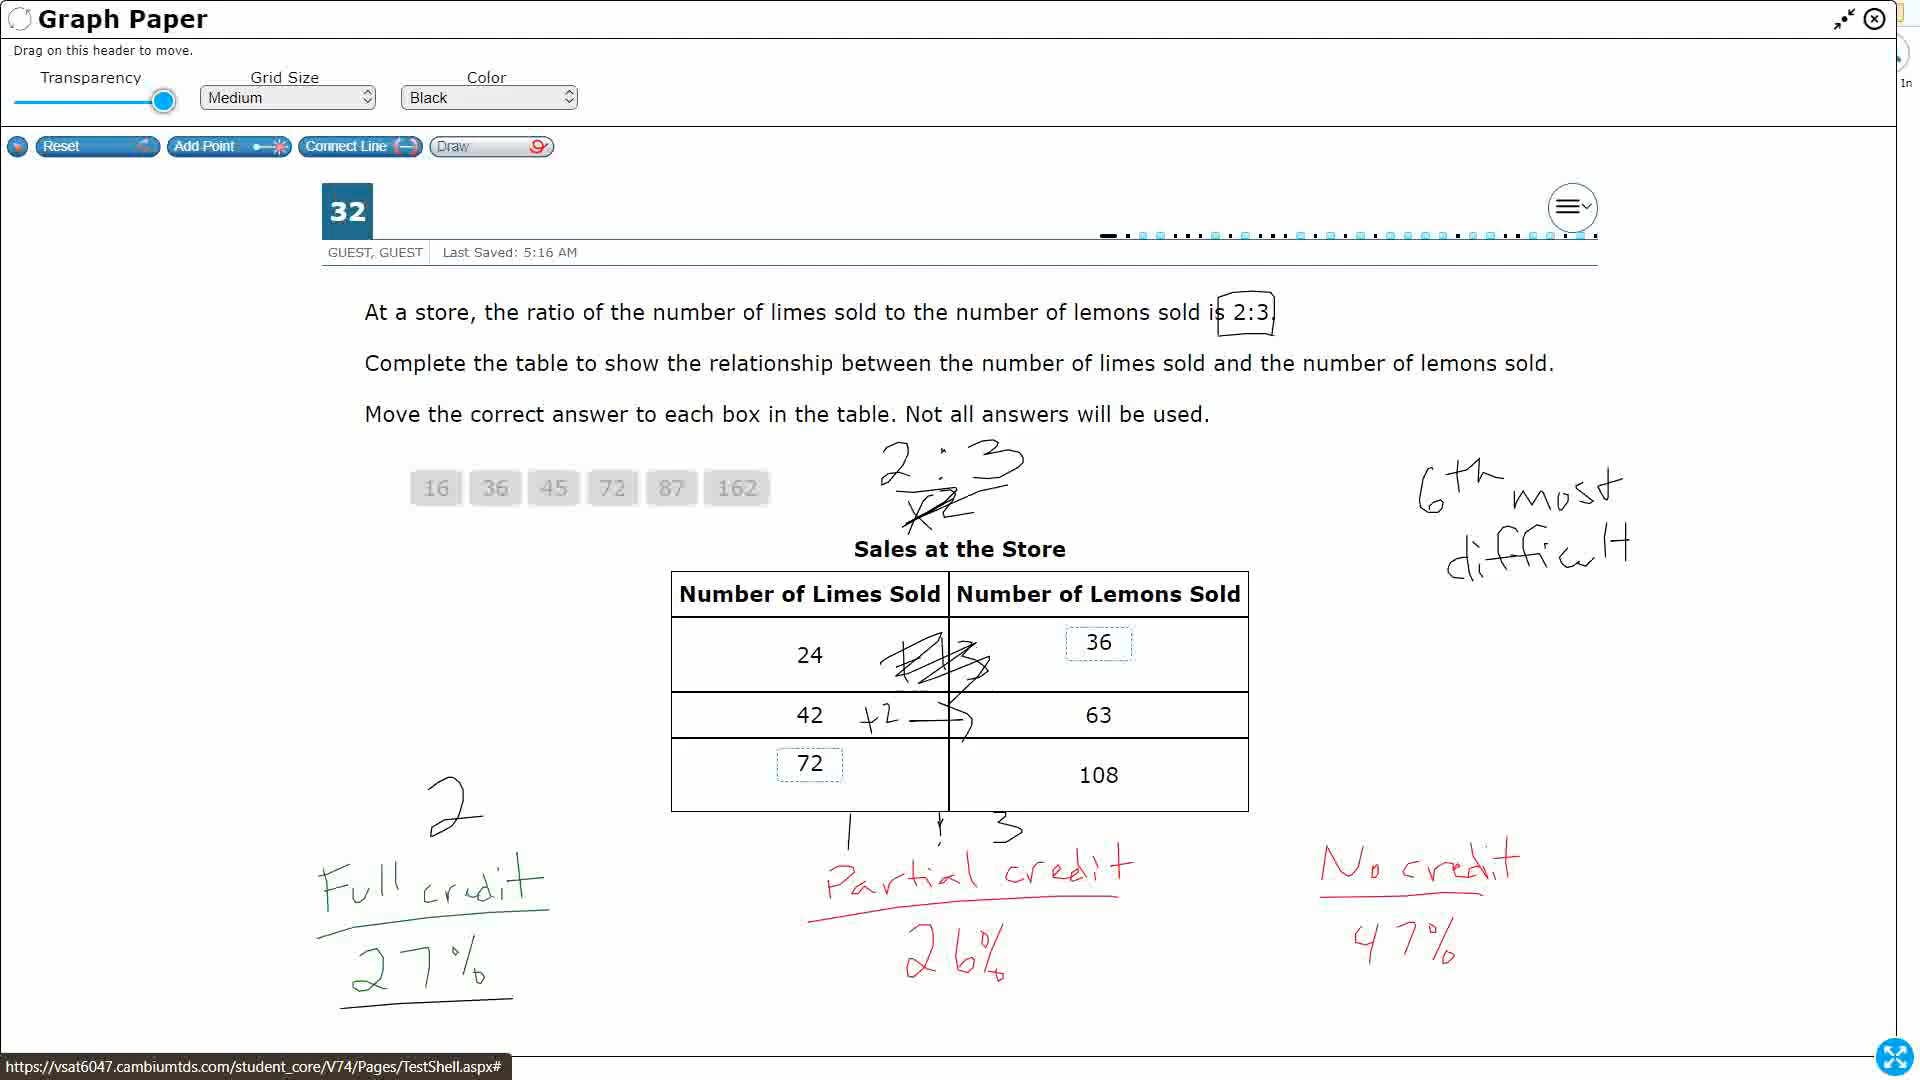 Graph Paper
Drag on this header to move.
Transparency
Grid Size
Color
Medium
Black
Reset
Add Point
Connect Line
Draw
1n
32
GUEST, GUEST
Last Saved: 5:16 AM
At a store, the ratio of the number of limes sold to the number of lemons sold is 2:3.
Complete the table to show the relationship between the number of limes sold and the number of lemons sold.
Move the correct answer to each box in the table. Not all answers will be used.
2 : 3
16 36 45 72 87 162
6th most
difficult
Sales at the Store
Number of Limes Sold Number of Lemons Sold
24 36
42 63
72 108
2
1 : 3
Full credit
Partial credit
No credit
27%
26%
47%
https://vsat6047.cambiumtds.com/student_core/V74/Pages/TestShell.aspx#